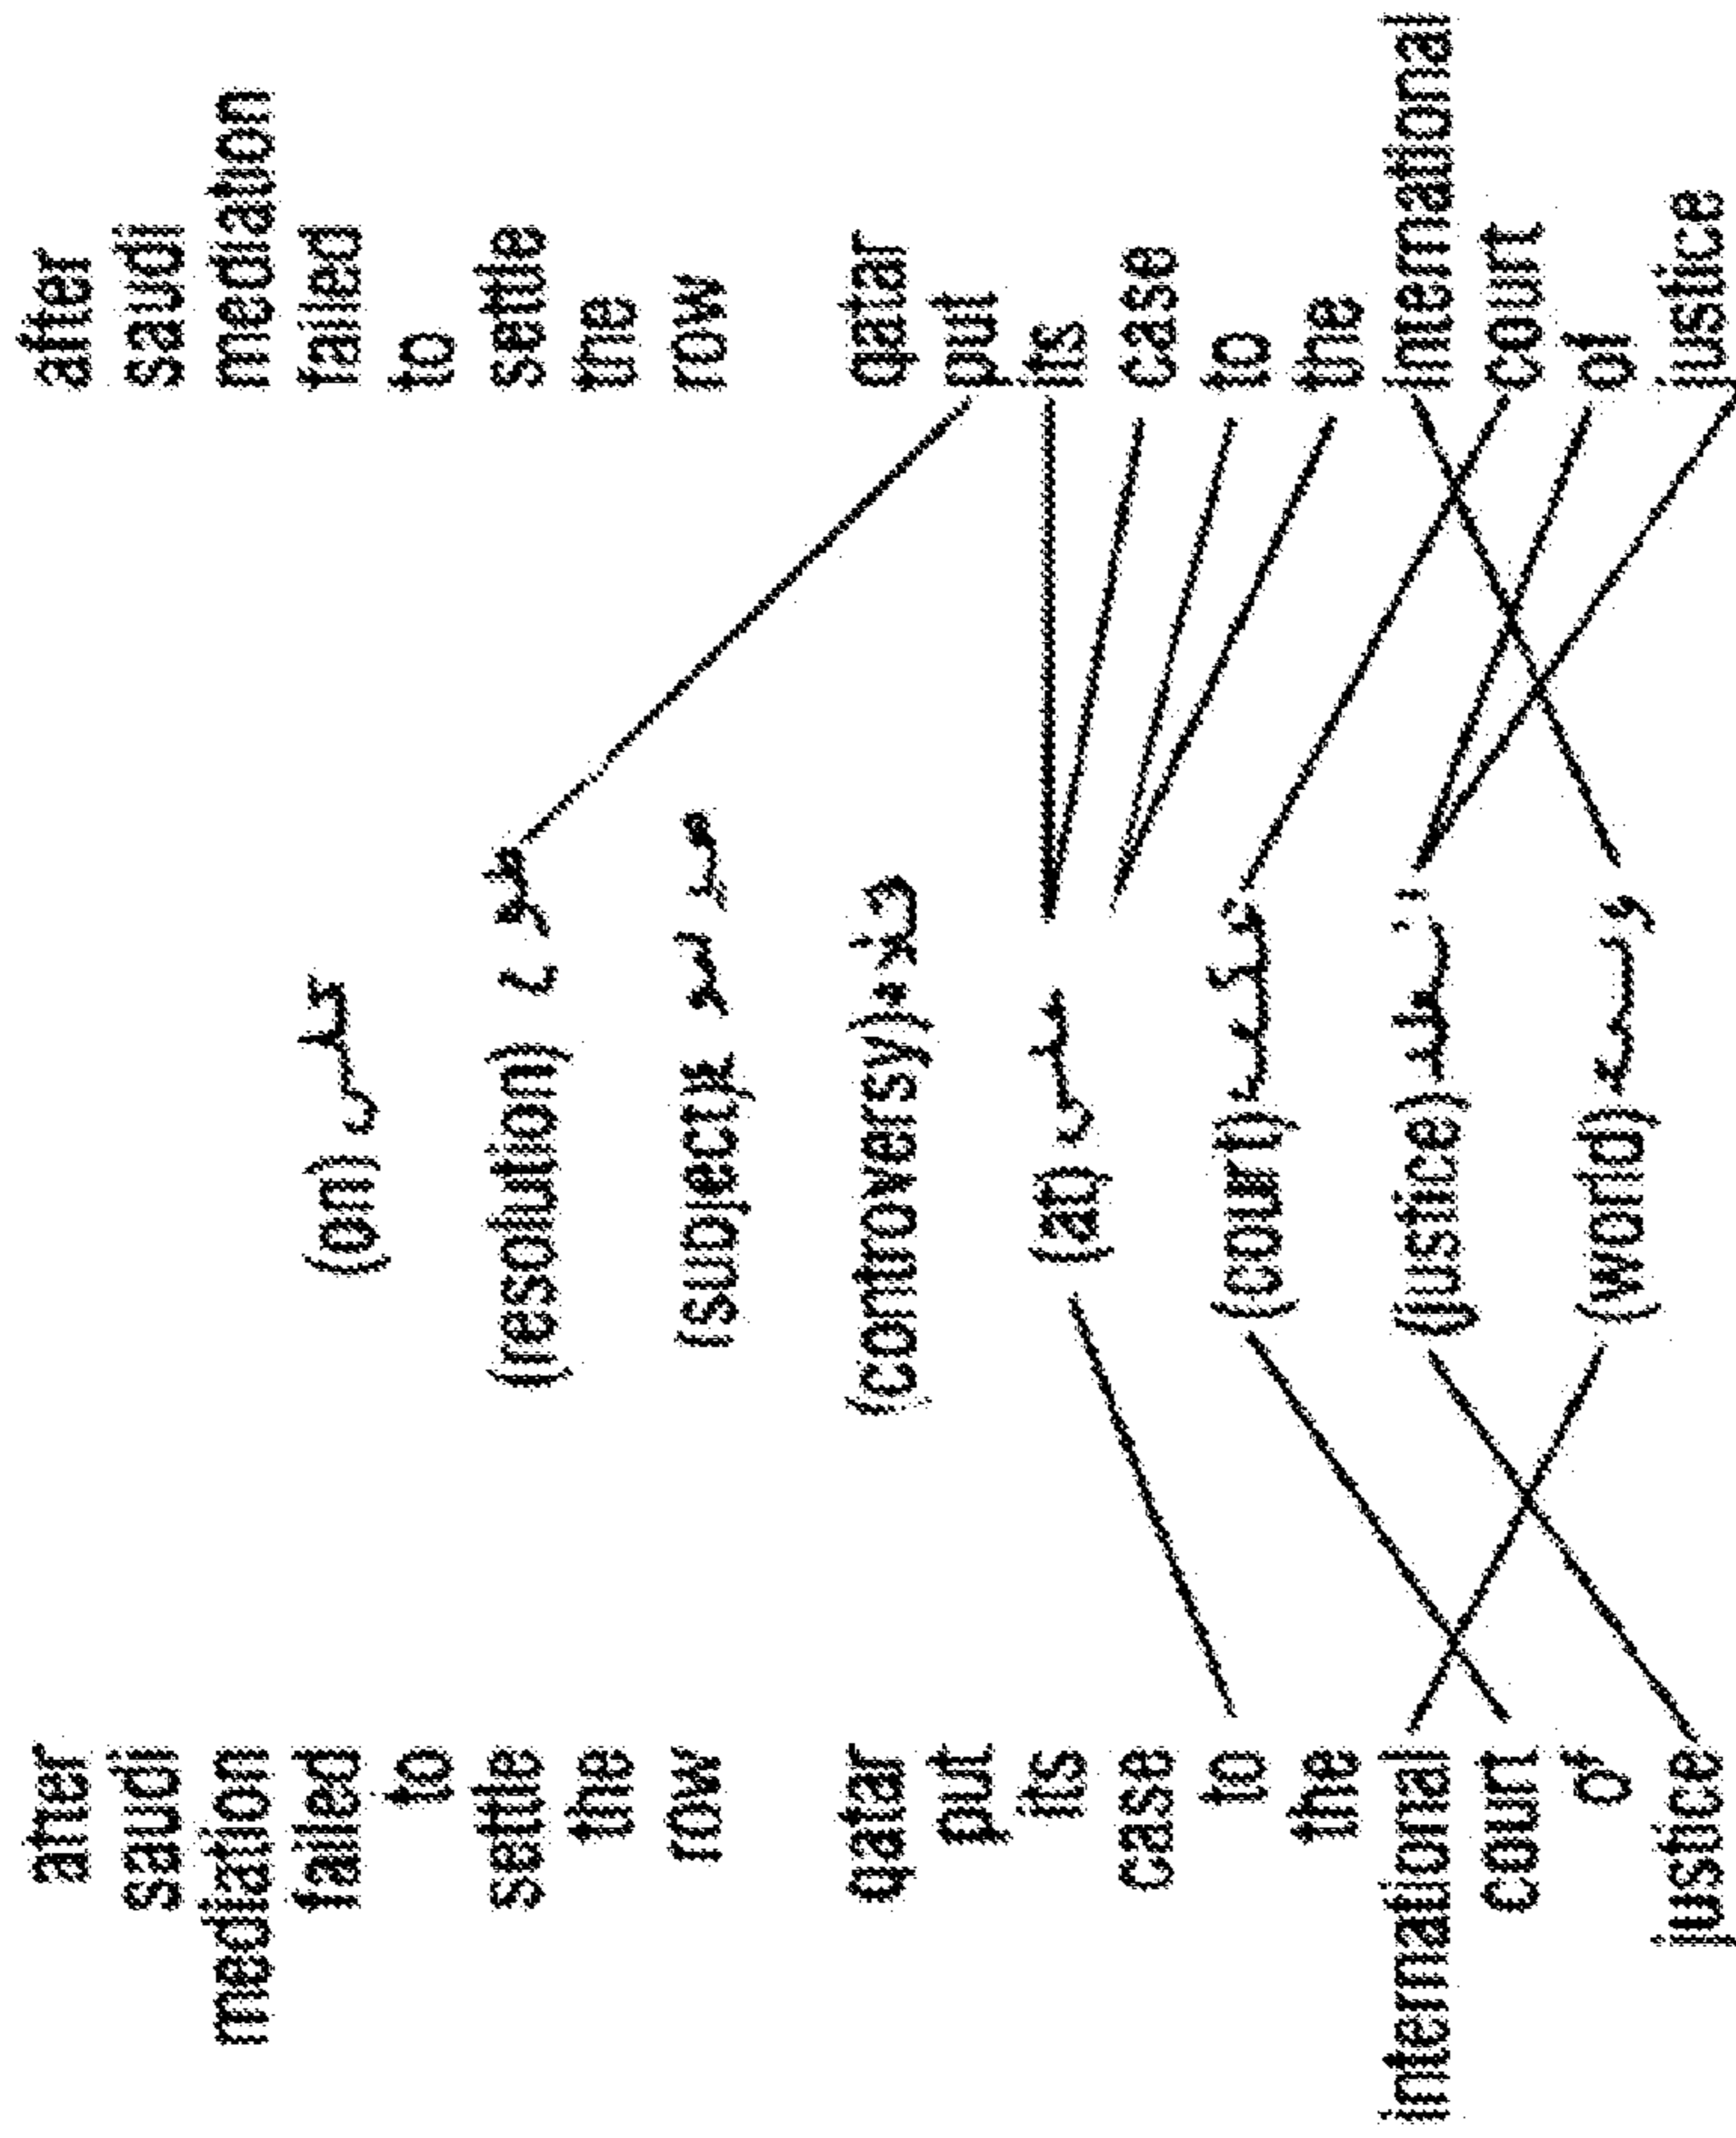 after
saudi
mediation
failed
to
settle
the
row
qatar
put
its
case
to
the
international
court
of
justice
(on)
(resolution)
(subject)
(controversy)
(at)
(court)
(justice)
(world)
after
saudi
mediation
failed
to
settle
the
row
qatar
put
its
case
to
the
international
court
of
justice